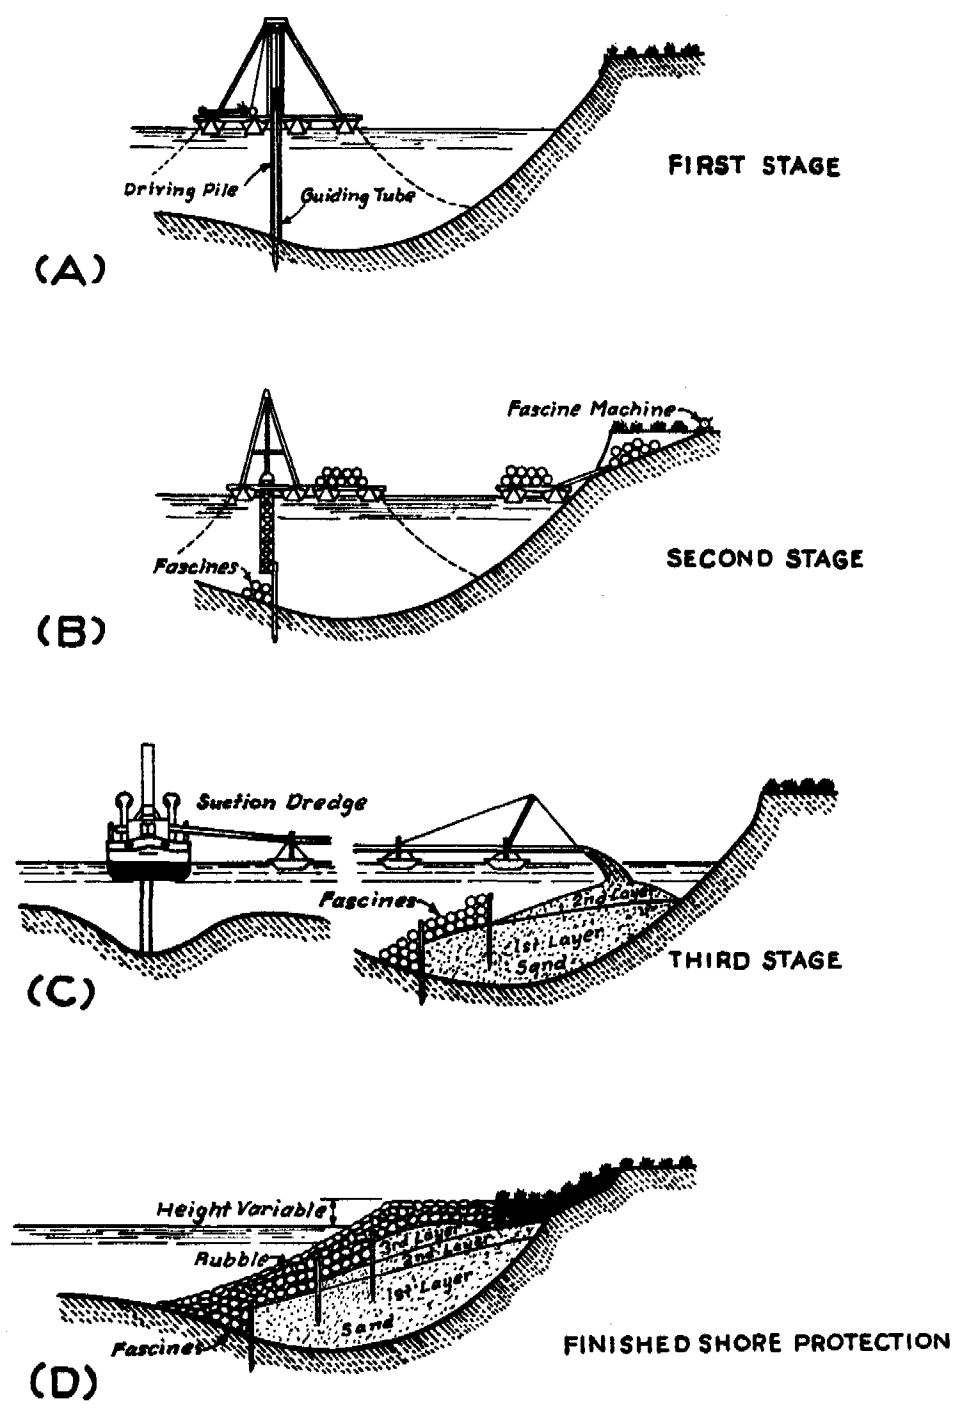 Driving Pile
Guiding Tube
FIRST STAGE
(A)
Fascine Machine
Fascines
SECOND STAGE
(B)
Suction Dredge
Fascines
2nd Layer
1st Layer
Sand
THIRD STAGE
(C)
Height Variable
Rubble
3rd Layer
2nd Layer
1st Layer
Sand
Fascines
FINISHED SHORE PROTECTION
(D)